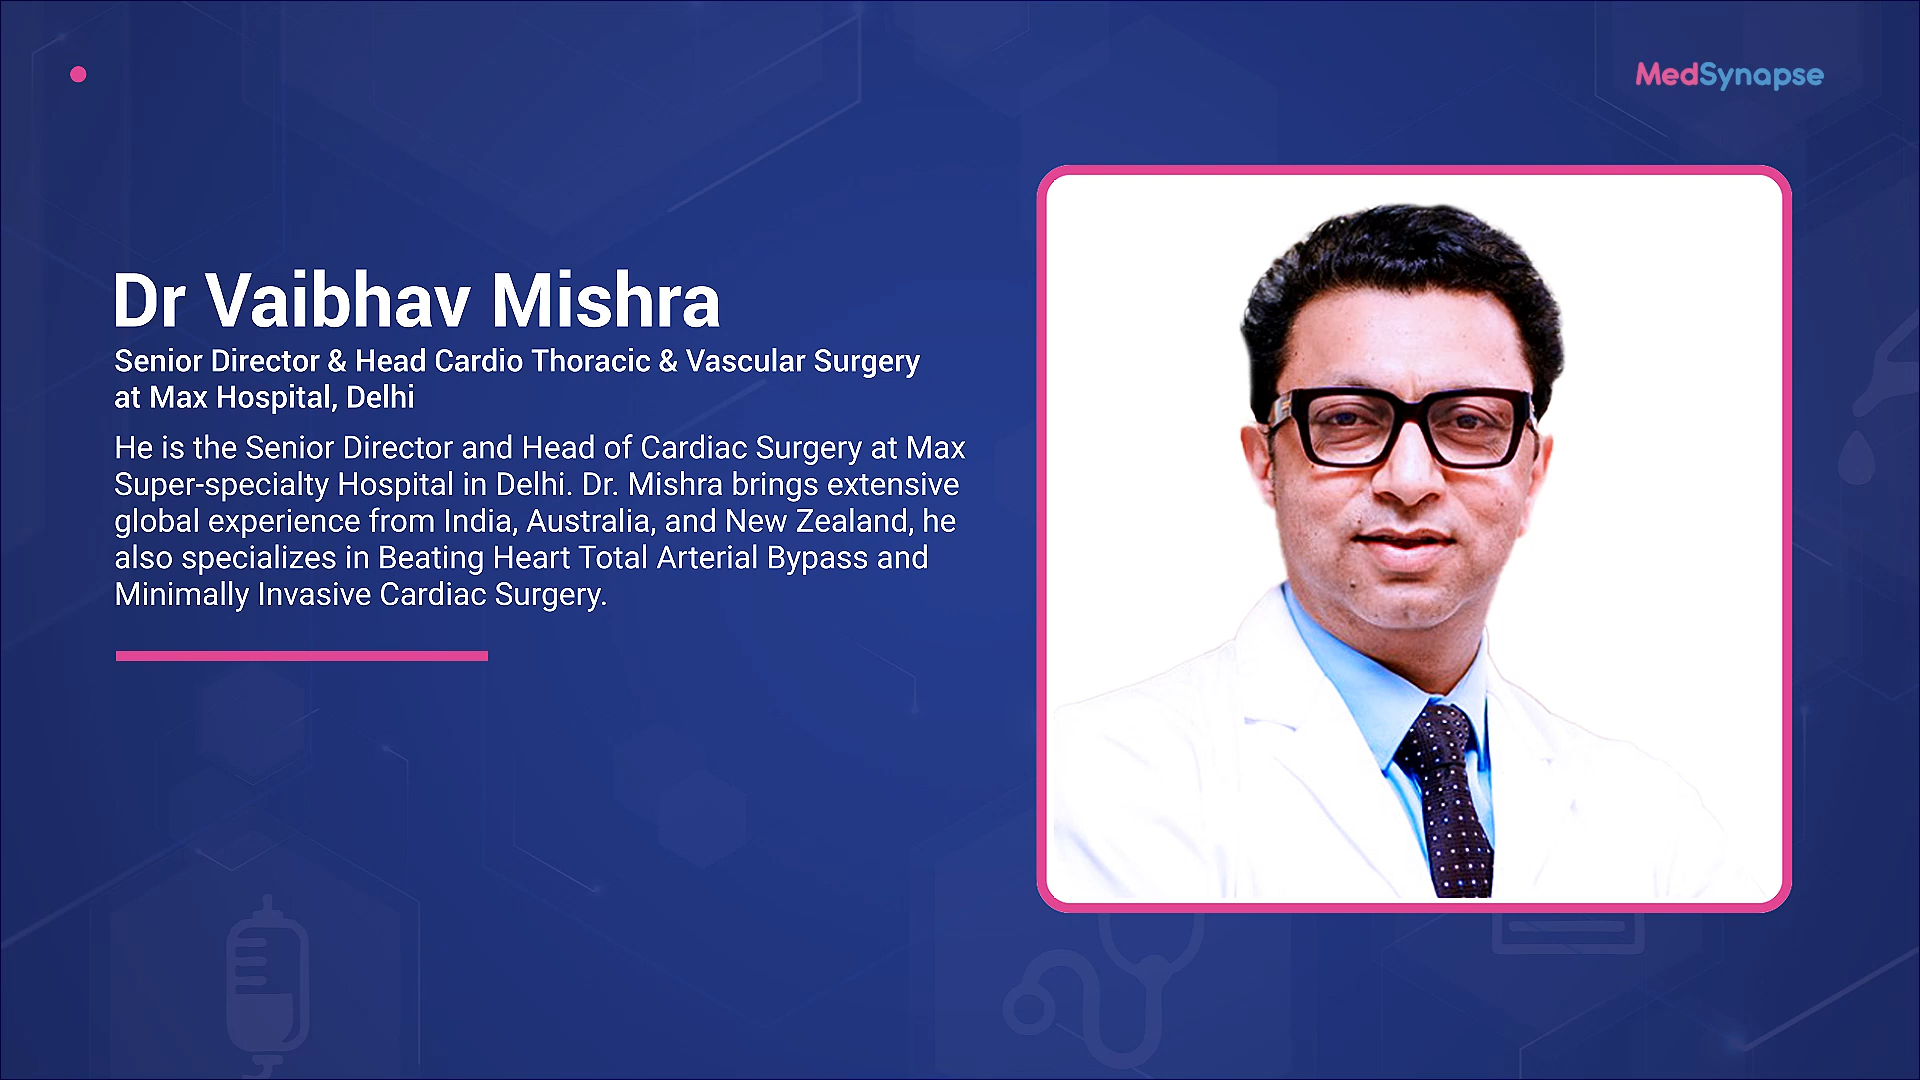 MedSynapse
Dr Vaibhav Mishra
Senior Director & Head Cardio Thoracic & Vascular Surgery
at Max Hospital, Delhi
He is the Senior Director and Head of Cardiac Surgery at Max
Super-specialty Hospital in Delhi. Dr. Mishra brings extensive
global experience from India, Australia, and New Zealand, he
also specializes in Beating Heart Total Arterial Bypass and
Minimally Invasive Cardiac Surgery.